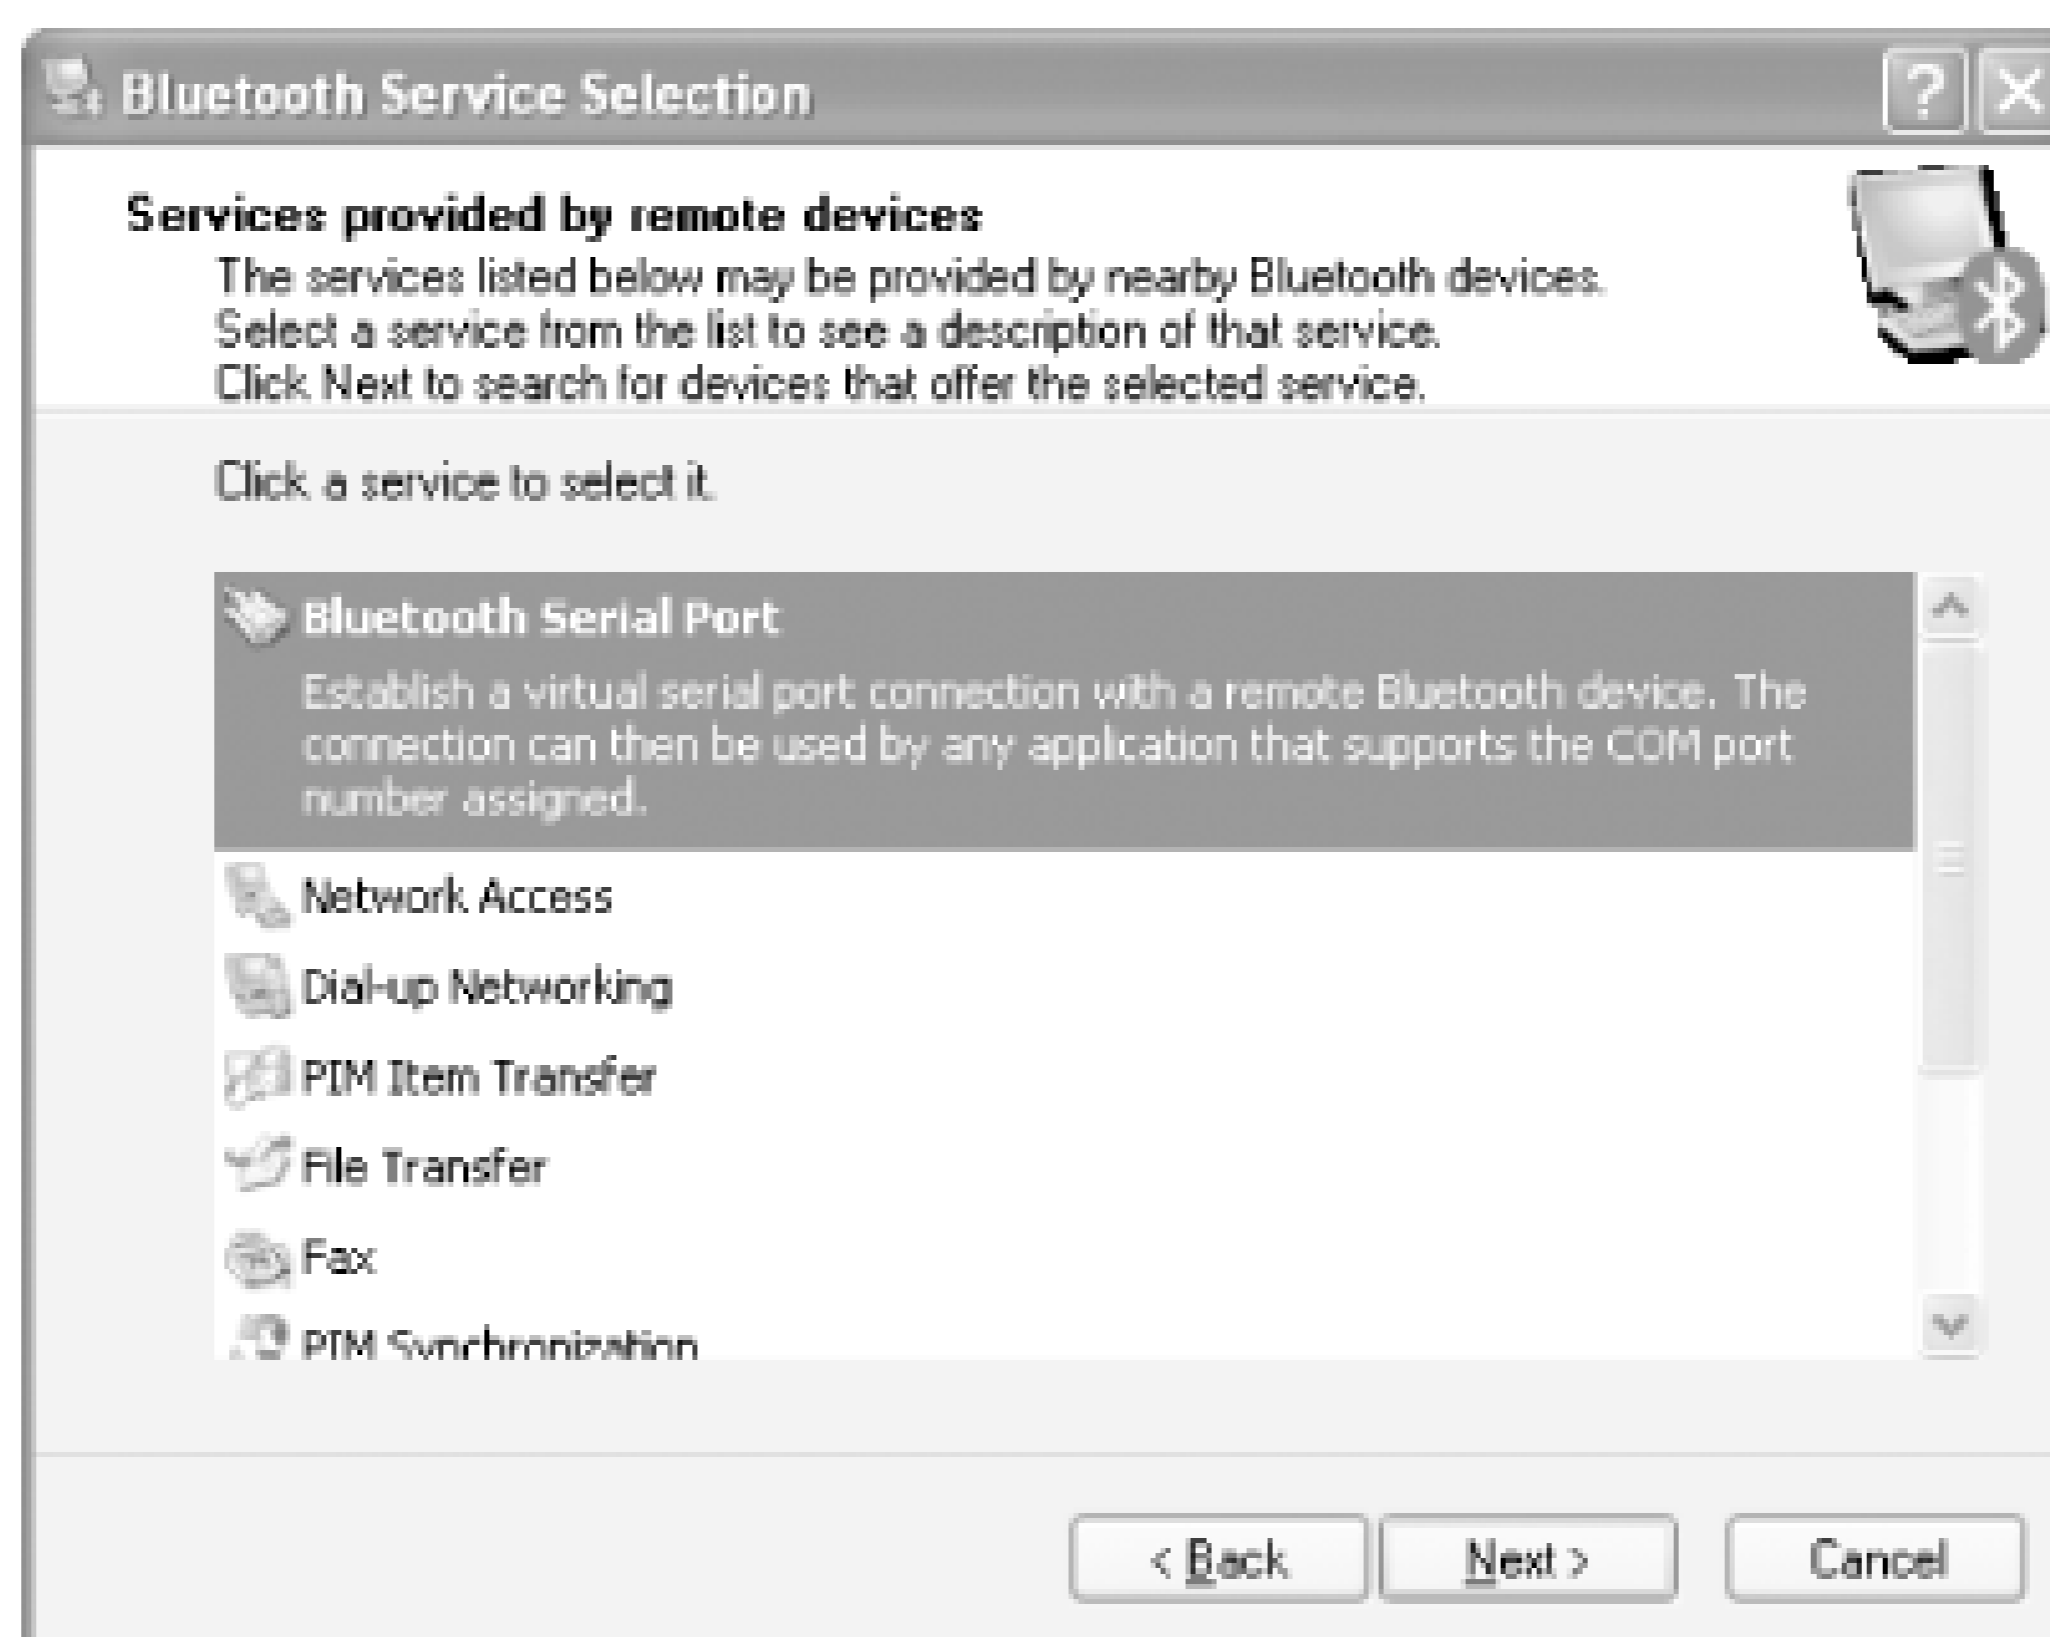 Bluetooth Service Selection
Services provided by remote devices
The services listed below may be provided by nearby Bluetooth devices.
Select a service from the list to see a description of that service.
Click Next to search for devices that offer the selected service.
Click a service to select it.
Bluetooth Serial Port
Establish a virtual serial port connection with a remote Bluetooth device. The
connection can then be used by any application that supports the COM port
number assigned.
Network Access
Dial-up Networking
PIM Item Transfer
File Transfer
Fax
PIM Synchronization
< Back
Next >
Cancel